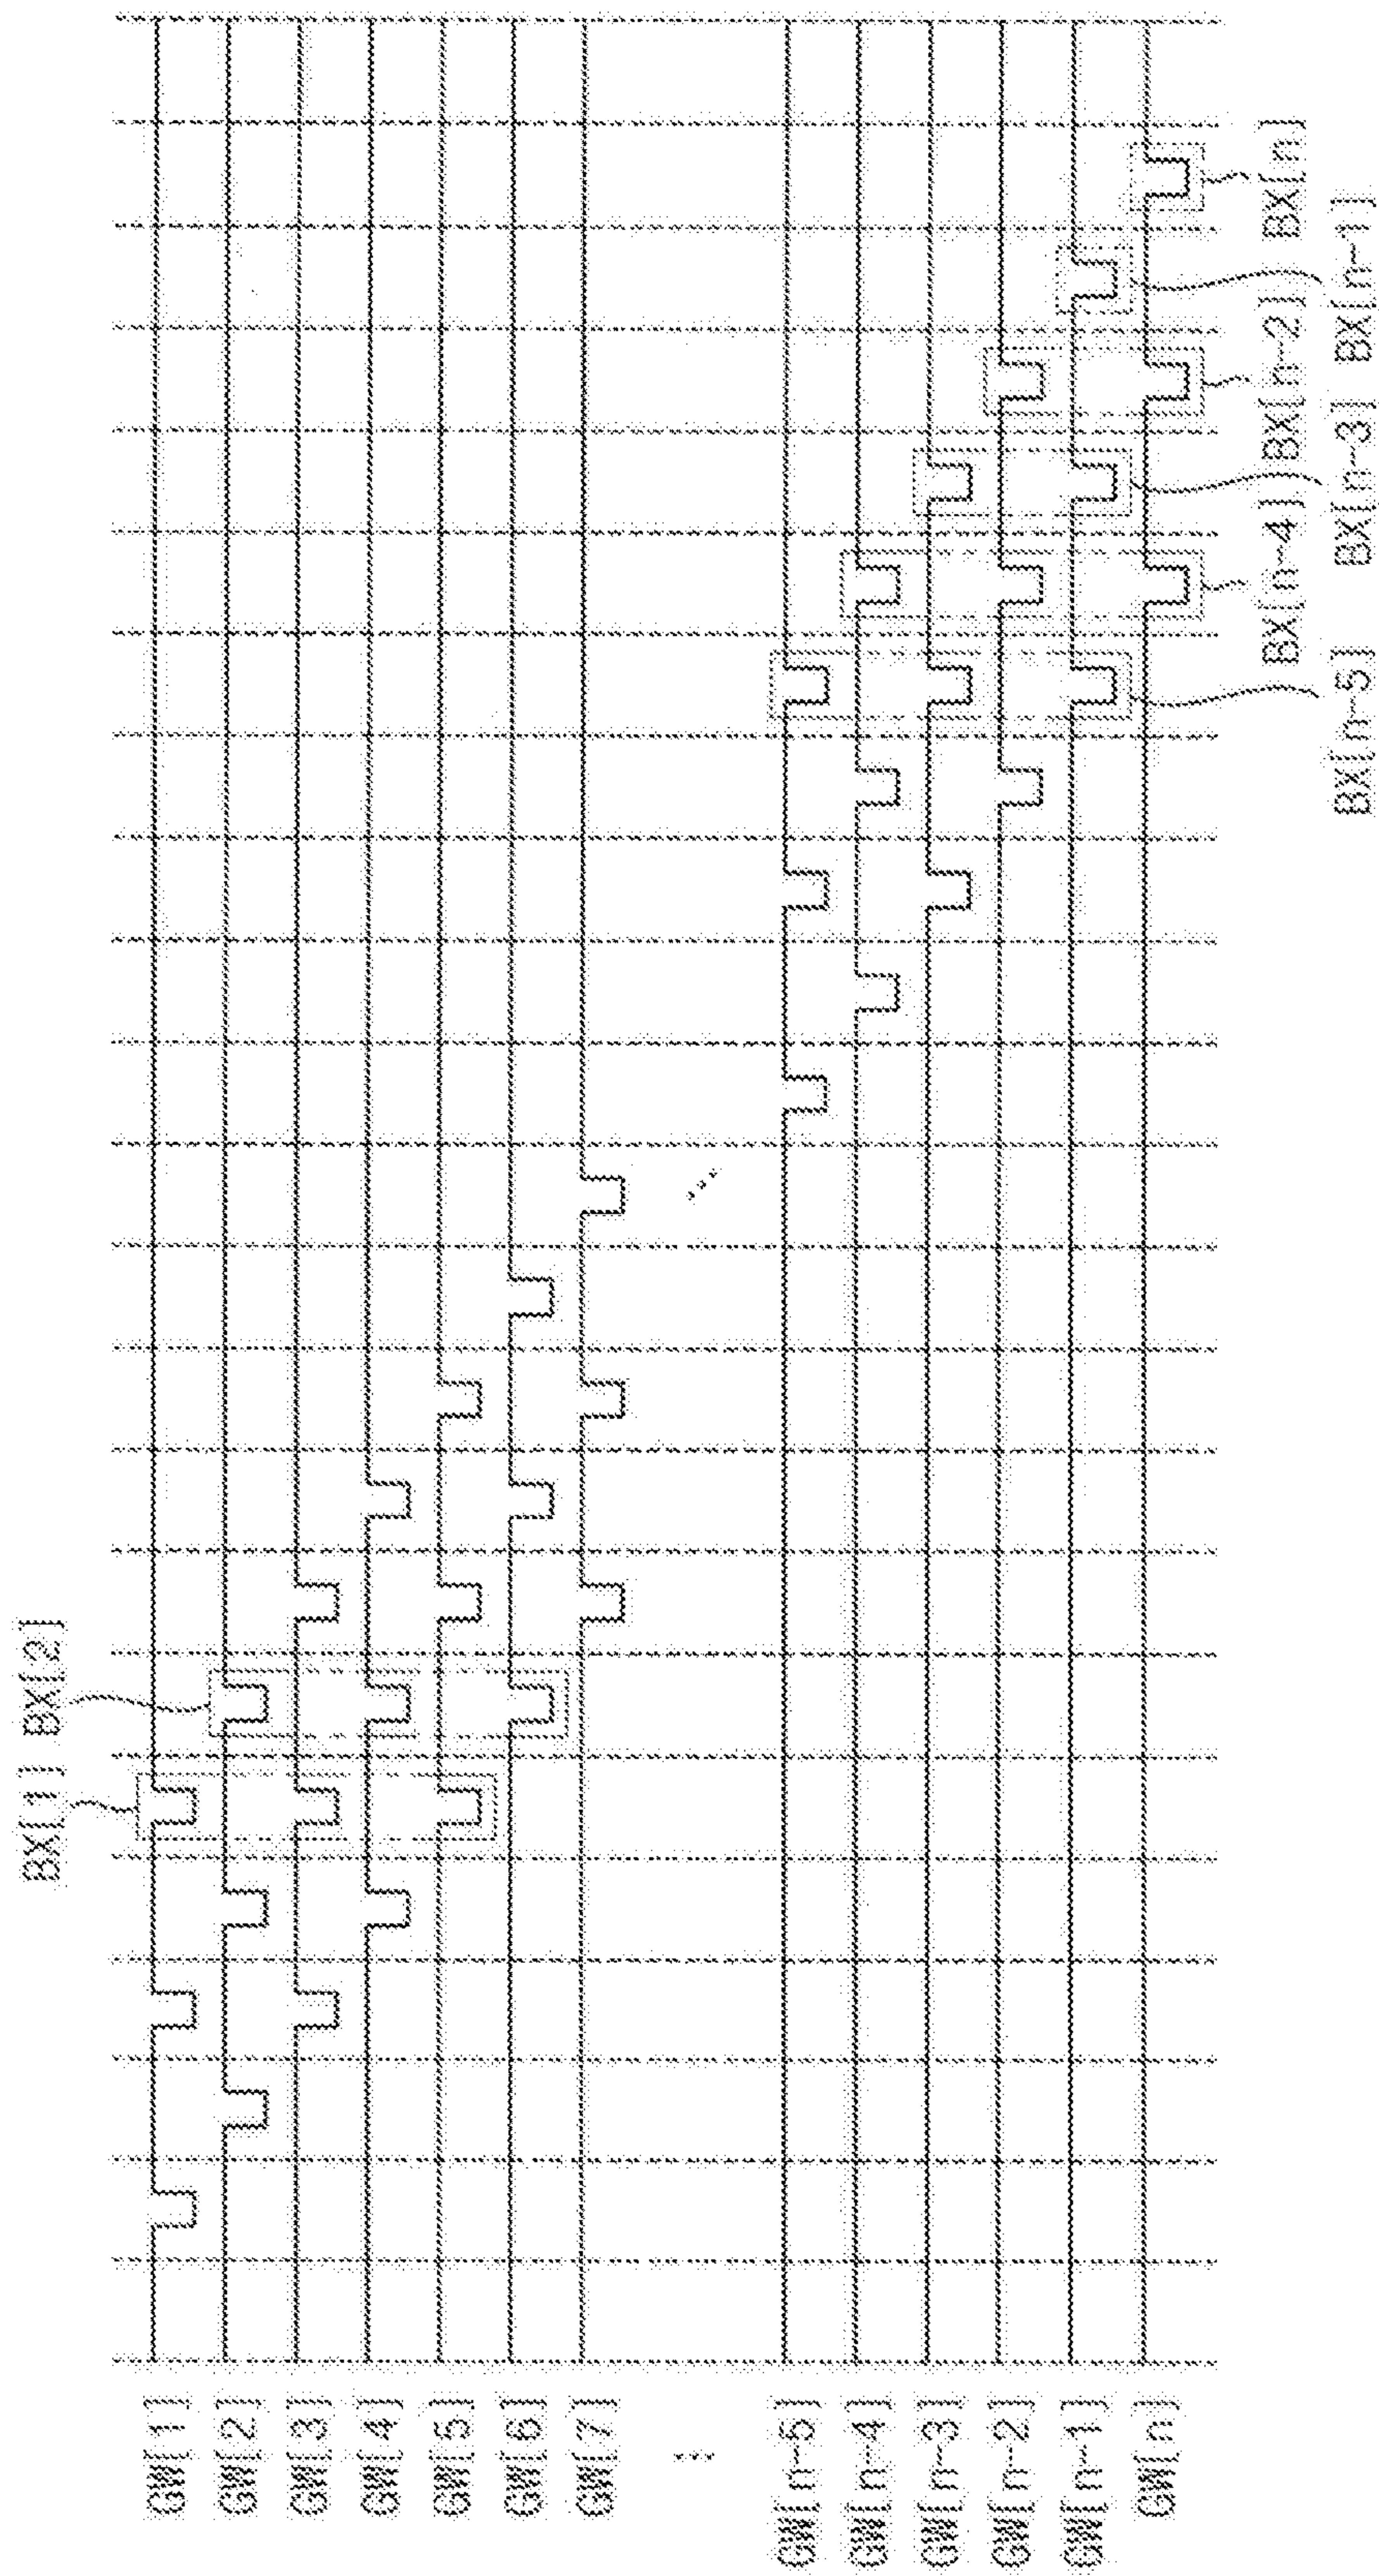 BX[1] BX[2]
GW[1]
GW[2]
GW[3]
GW[4]
GW[5]
GW[6]
GW[7]
...
GW[n-5]
GW[n-4]
GW[n-3]
GW[n-2]
GW[n-1]
GW[n]
BX[n-4] BX[n-2] BX[n]
BX[n-5] BX[n-3] BX[n-1]